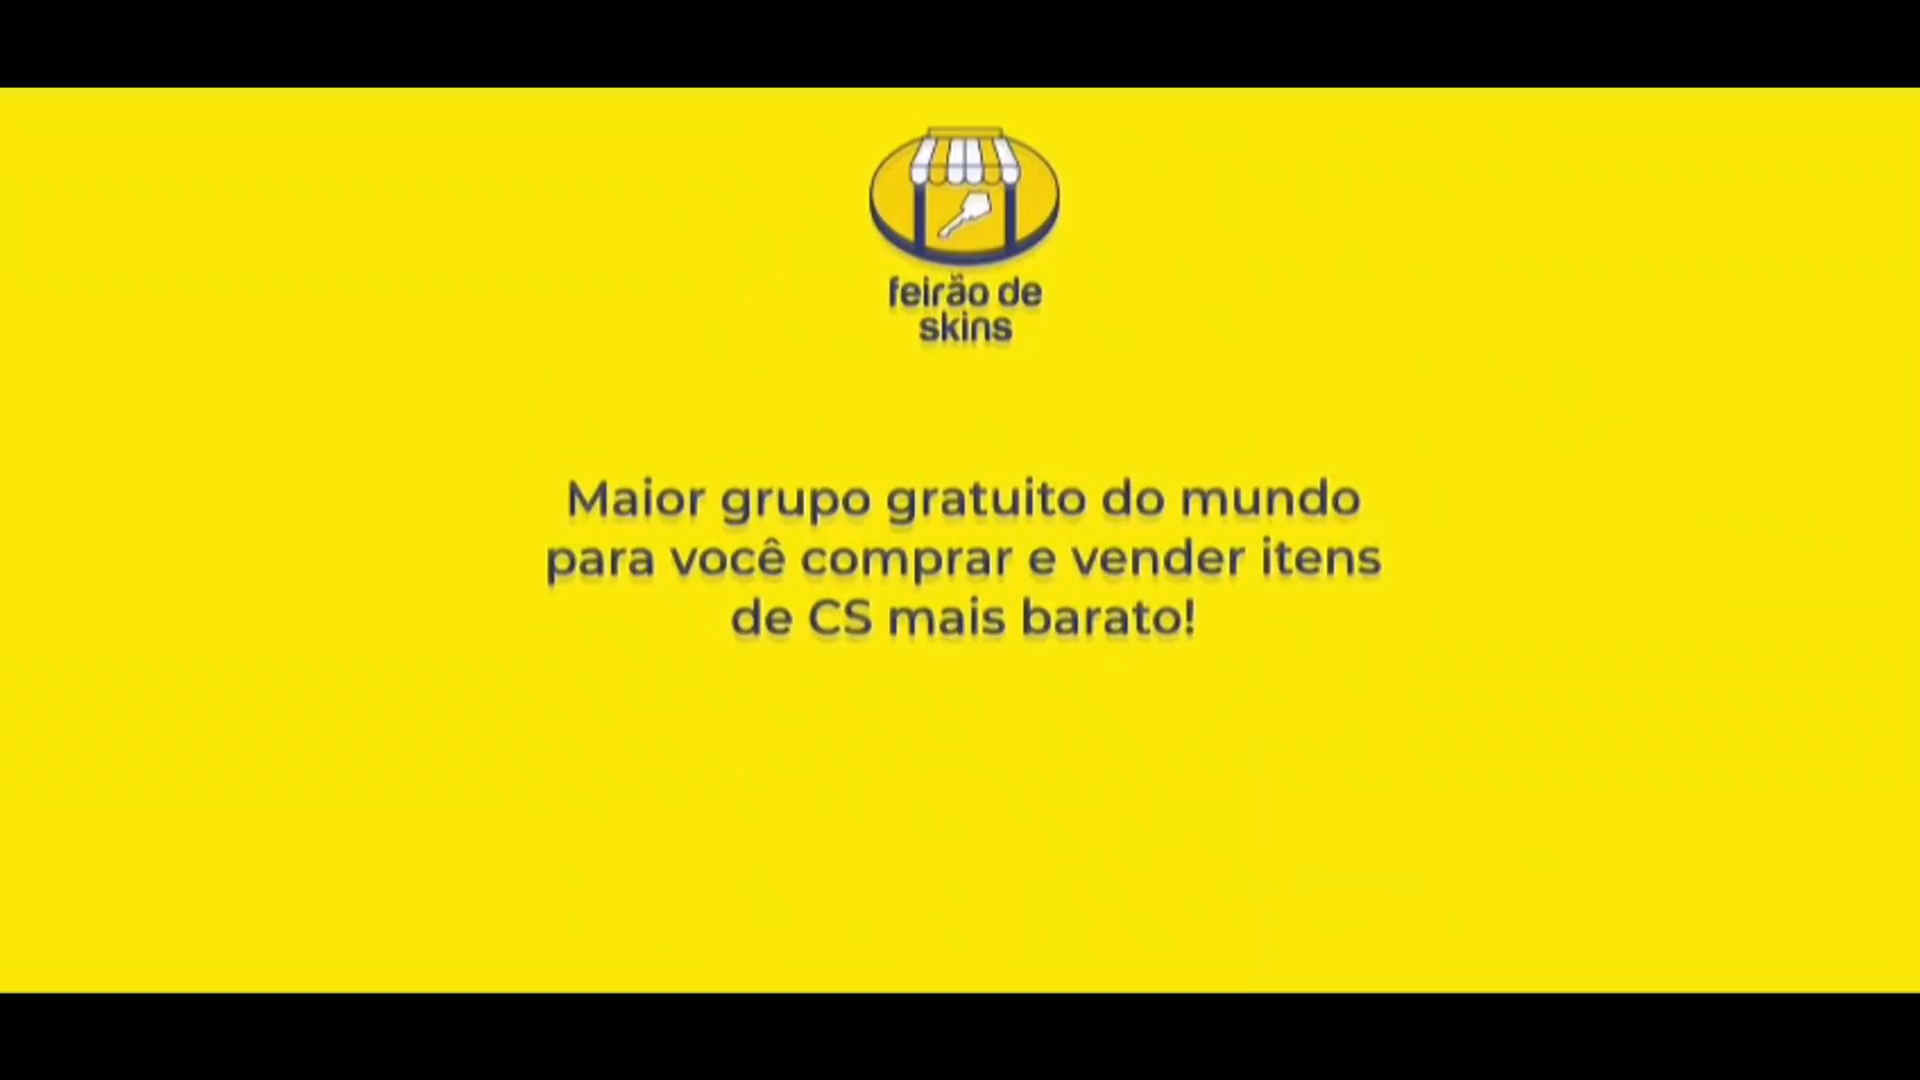 feirão de
skins
Maior grupo gratuito do mundo
para você comprar e vender itens
de CS mais barato!